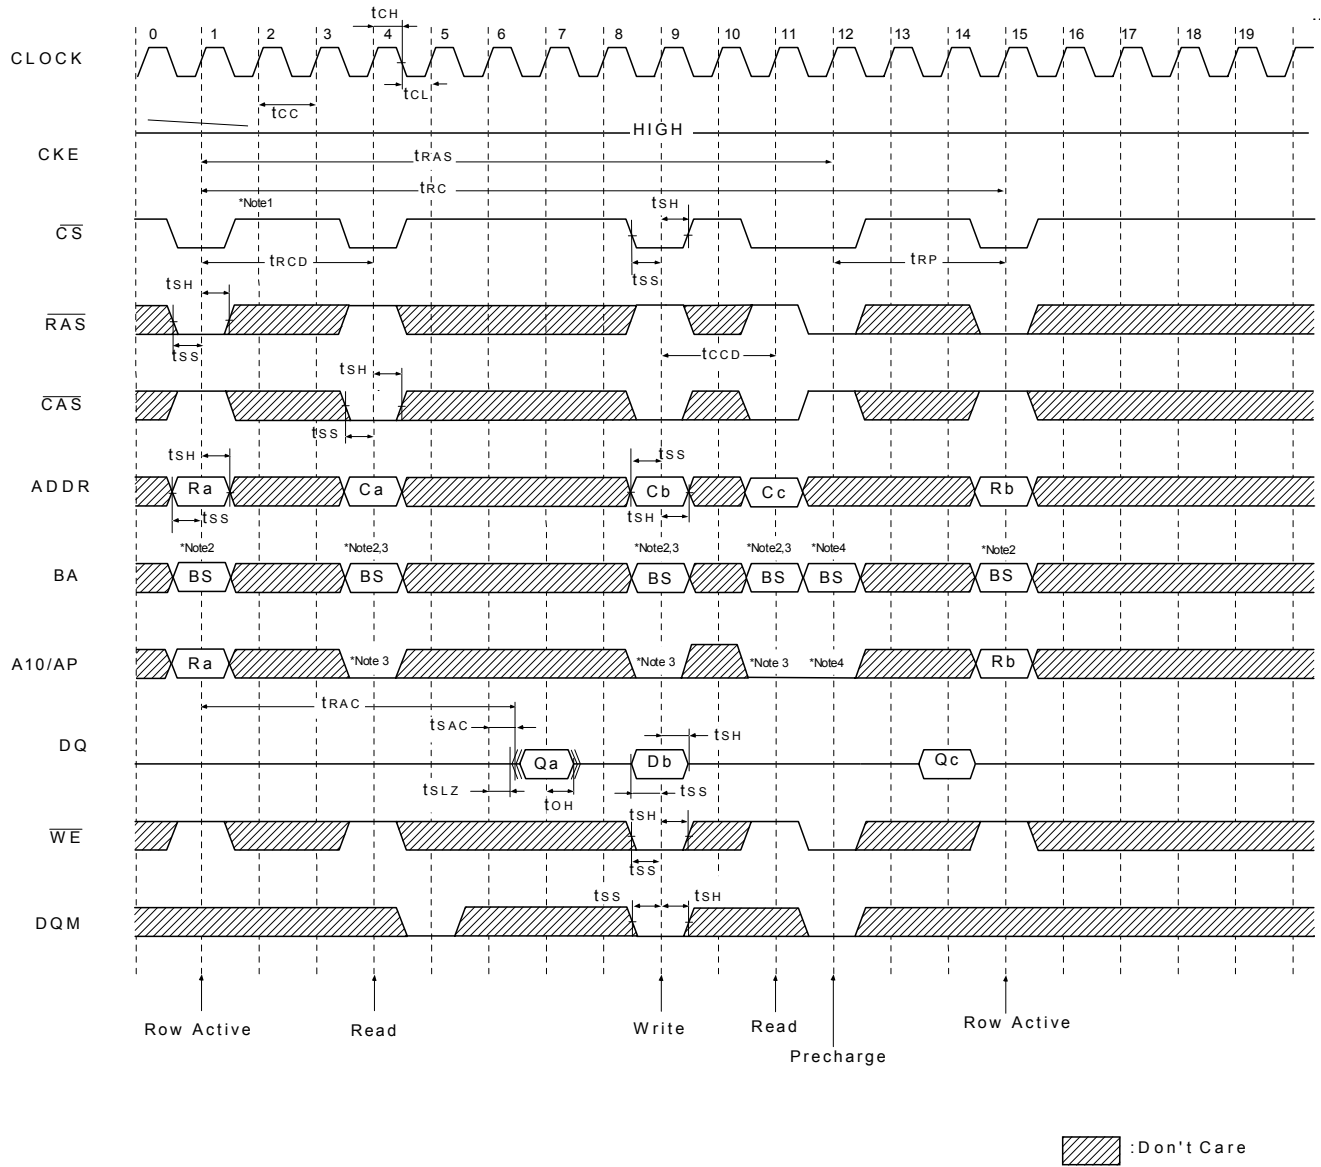 ..
tCH
0 1 2 3 4 5 6 7 8 9 10 11 12 13 14 15 16 17 18 19
CLOCK
tCL
tCC
HIGH
CKE
tRAS
tRC
*Note1
tSH
CS
tRCD
tRP
tSS
tSH
RAS
tSS
tCCD
tSH
CAS
tSS
tSH
tSS
ADDR
Ra Ca Cb Cc Rb
tSS
tSH
*Note2 *Note2,3 *Note2,3 *Note2,3 *Note4 *Note2
BA
BS BS BS BS BS BS
A10/AP
Ra *Note 3 *Note 3 *Note 3 *Note4 Rb
tRAC
tSAC
tSH
DQ
Qa Db Qc
tSLZ
tOH
tSS
tSH
WE
tSS
tSS
tSH
DQM
Row Active
Read
Write
Read
Row Active
Precharge
:Don't Care